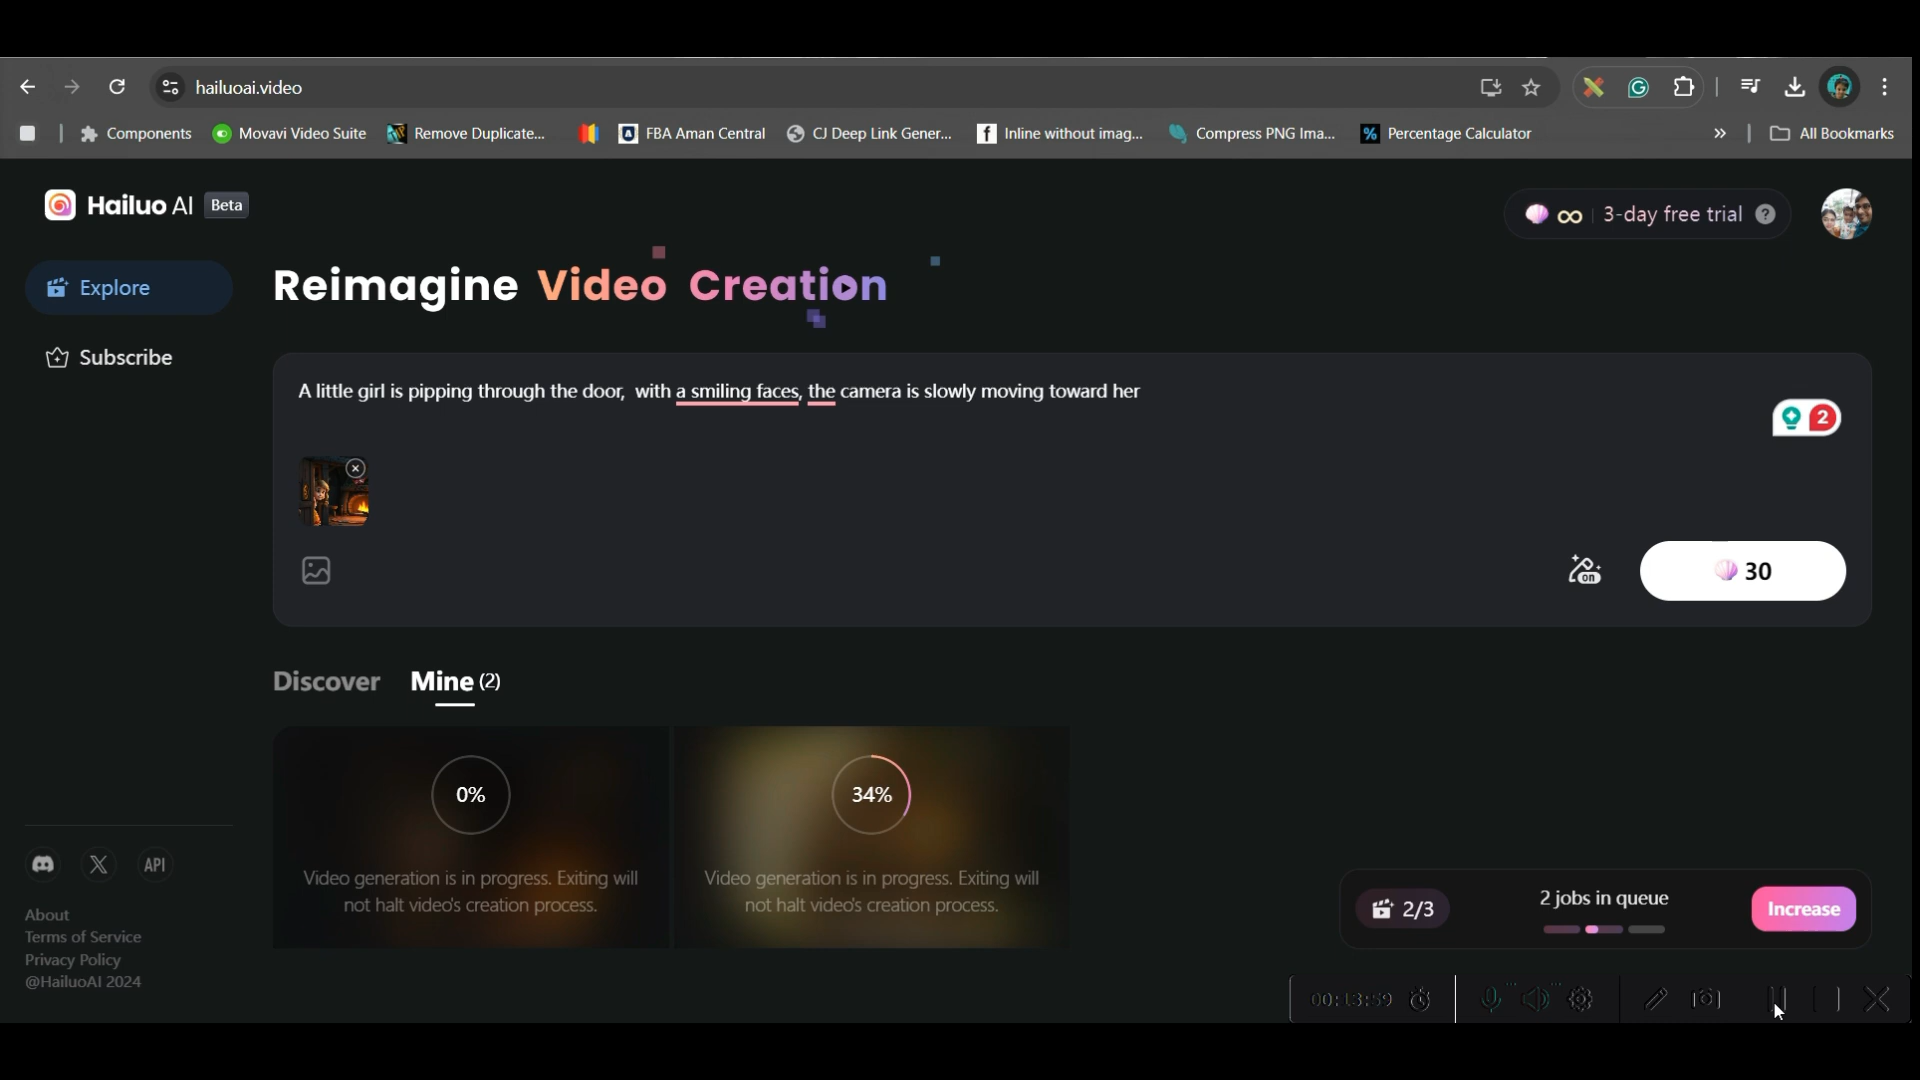 hailuoai.video
Components
Movavi Video Suite
Remove Duplicate...
FBA Aman Central
CJ Deep Link Gener...
Inline without imag...
Compress PNG Ima...
Percentage Calculator
»
All Bookmarks
Hailuo AI Beta
3-day free trial ?
Explore
Subscribe
Reimagine Video Creation
A little girl is pipping through the door, with a smiling faces, the camera is slowly moving toward her
2
on
30
Discover Mine (2)
0%
Video generation is in progress. Exiting will
not halt video's creation process.
34%
Video generation is in progress. Exiting will
not halt video's creation process.
2/3
2 jobs in queue
Increase
API
About
Terms of Service
Privacy Policy
@HailuoAI 2024
00:13:59